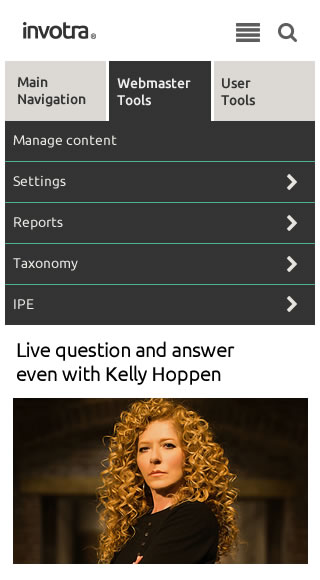 invotra®
Main
Navigation
Webmaster
Tools
User
Tools
Manage content
Settings
Reports
Taxonomy
IPE
Live question and answer
even with Kelly Hoppen